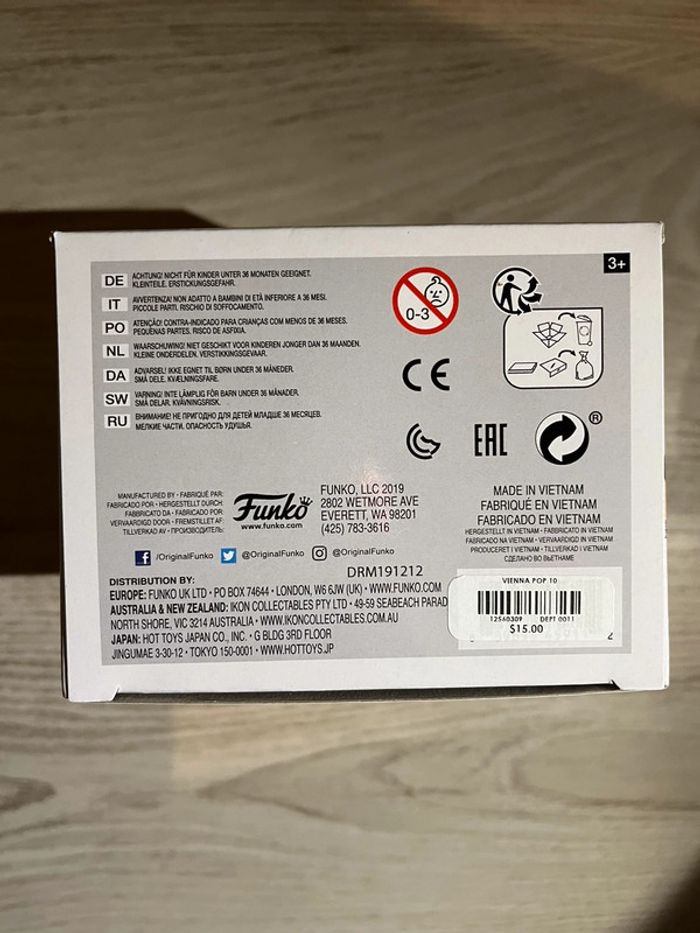 3+
DE ACHTUNG! NICHT FÜR KINDER UNTER 36 MONATEN GEEIGNET.
KLEINTEILE. ERSTICKUNGSGEFAHR.
IT AVVERTENZA! NON ADATTO A BAMBINI DI ETÀ INFERIORE A 36 MESI.
PICCOLE PARTI. RISCHIO DI SOFFOCAMENTO.
PO ATENÇÃO! CONTRA-INDICADO PARA CRIANÇAS COM MENOS DE 36 MESES.
PEQUENAS PARTES. RISCO DE ASFIXIA.
NL WAARSCHUWING! NIET GESCHIKT VOOR KINDEREN JONGER DAN 36 MAANDEN.
KLEINE ONDERDELEN. VERSTIKKINGSGEVAAR.
DA ADVARSEL! IKKE EGNET TIL BØRN UNDER 36 MÅNEDER.
SMÅ DELE. KVÆLNINGSFARE.
SW VARNING! INTE LÄMPLIG FÖR BARN UNDER 36 MÅNADER.
SMÅ DELAR. KVÄVNINGSRISK.
RU ВНИМАНИЕ! НЕ ПРИГОДНО ДЛЯ ДЕТЕЙ МЛАДШЕ 36 МЕСЯЦЕВ.
МЕЛКИЕ ЧАСТИ. ОПАСНОСТЬ УДУШЬЯ.
0-3
CE
EAC
®
MANUFACTURED BY • FABRIQUÉ PAR:
FABRICADO POR • HERGESTELLT DURCH:
FABBRICATO DA • FABRICADO POR:
VERVAARDIGD DOOR • FREMSTILLET AF:
TILLVERKAD AV • ПРОИЗВОДИТЕЛЬ:
Funko
www.funko.com
FUNKO, LLC 2019
2802 WETMORE AVE
EVERETT, WA 98201
(425) 783-3616
MADE IN VIETNAM
FABRIQUÉ EN VIETNAM
FABRICADO EN VIETNAM
HERGESTELLT IN VIETNAM • FABBRICATO IN VIETNAM
FABRICADO NA VIETNAM • VERVAARDIGD IN VIETNAM
PRODUCERET I VIETNAM • TILLVERKAD I VIETNAM
СДЕЛАНО ВО ВЬЕТНАМЕ
/OriginalFunko @OriginalFunko @OriginalFunko
DRM191212
DISTRIBUTION BY:
EUROPE: FUNKO UK LTD • PO BOX 74644 • LONDON, W6 6JW (UK) • WWW.FUNKO.COM
AUSTRALIA & NEW ZEALAND: IKON COLLECTABLES PTY LTD • 49-59 SEABEACH PARAD
NORTH SHORE, VIC 3214 AUSTRALIA • WWW.IKONCOLLECTABLES.COM.AU
JAPAN: HOT TOYS JAPAN CO., INC. • G BLDG 3RD FLOOR
JINGUMAE 3-30-12 • TOKYO 150-0001 • WWW.HOTTOYS.JP
VIENNA POP 10
12560309 DEPT 0011
$15.00